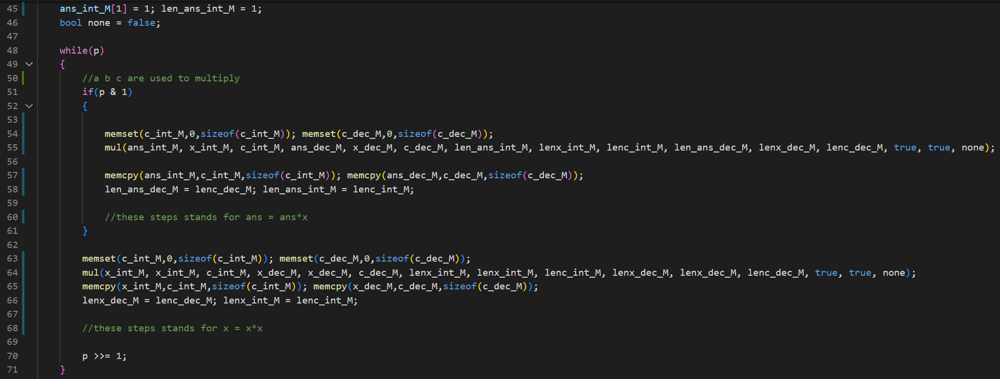 45 ans_int_M[1] = 1; len_ans_int_M = 1;
46 bool none = false;
47
48 while(p)
49 {
50 //a b c are used to multiply
51 if(p & 1)
52 {
53
54 memset(c_int_M,0,sizeof(c_int_M)); memset(c_dec_M,0,sizeof(c_dec_M));
55 mul(ans_int_M, x_int_M, c_int_M, ans_dec_M, x_dec_M, c_dec_M, len_ans_int_M, lenx_int_M, lenc_int_M, len_ans_dec_M, lenx_dec_M, lenc_dec_M, true, true, none);
56
57 memcpy(ans_int_M,c_int_M,sizeof(c_int_M)); memcpy(ans_dec_M,c_dec_M,sizeof(c_dec_M));
58 len_ans_dec_M = lenc_dec_M; len_ans_int_M = lenc_int_M;
59
60 //these steps stands for ans = ans*x
61 }
62
63 memset(c_int_M,0,sizeof(c_int_M)); memset(c_dec_M,0,sizeof(c_dec_M));
64 mul(x_int_M, x_int_M, c_int_M, x_dec_M, x_dec_M, c_dec_M, lenx_int_M, lenx_int_M, lenc_int_M, lenx_dec_M, lenx_dec_M, lenc_dec_M, true, true, none);
65 memcpy(x_int_M,c_int_M,sizeof(c_int_M)); memcpy(x_dec_M,c_dec_M,sizeof(c_dec_M));
66 lenx_dec_M = lenc_dec_M; lenx_int_M = lenc_int_M;
67
68 //these steps stands for x = x*x
69
70 p >>= 1;
71 }